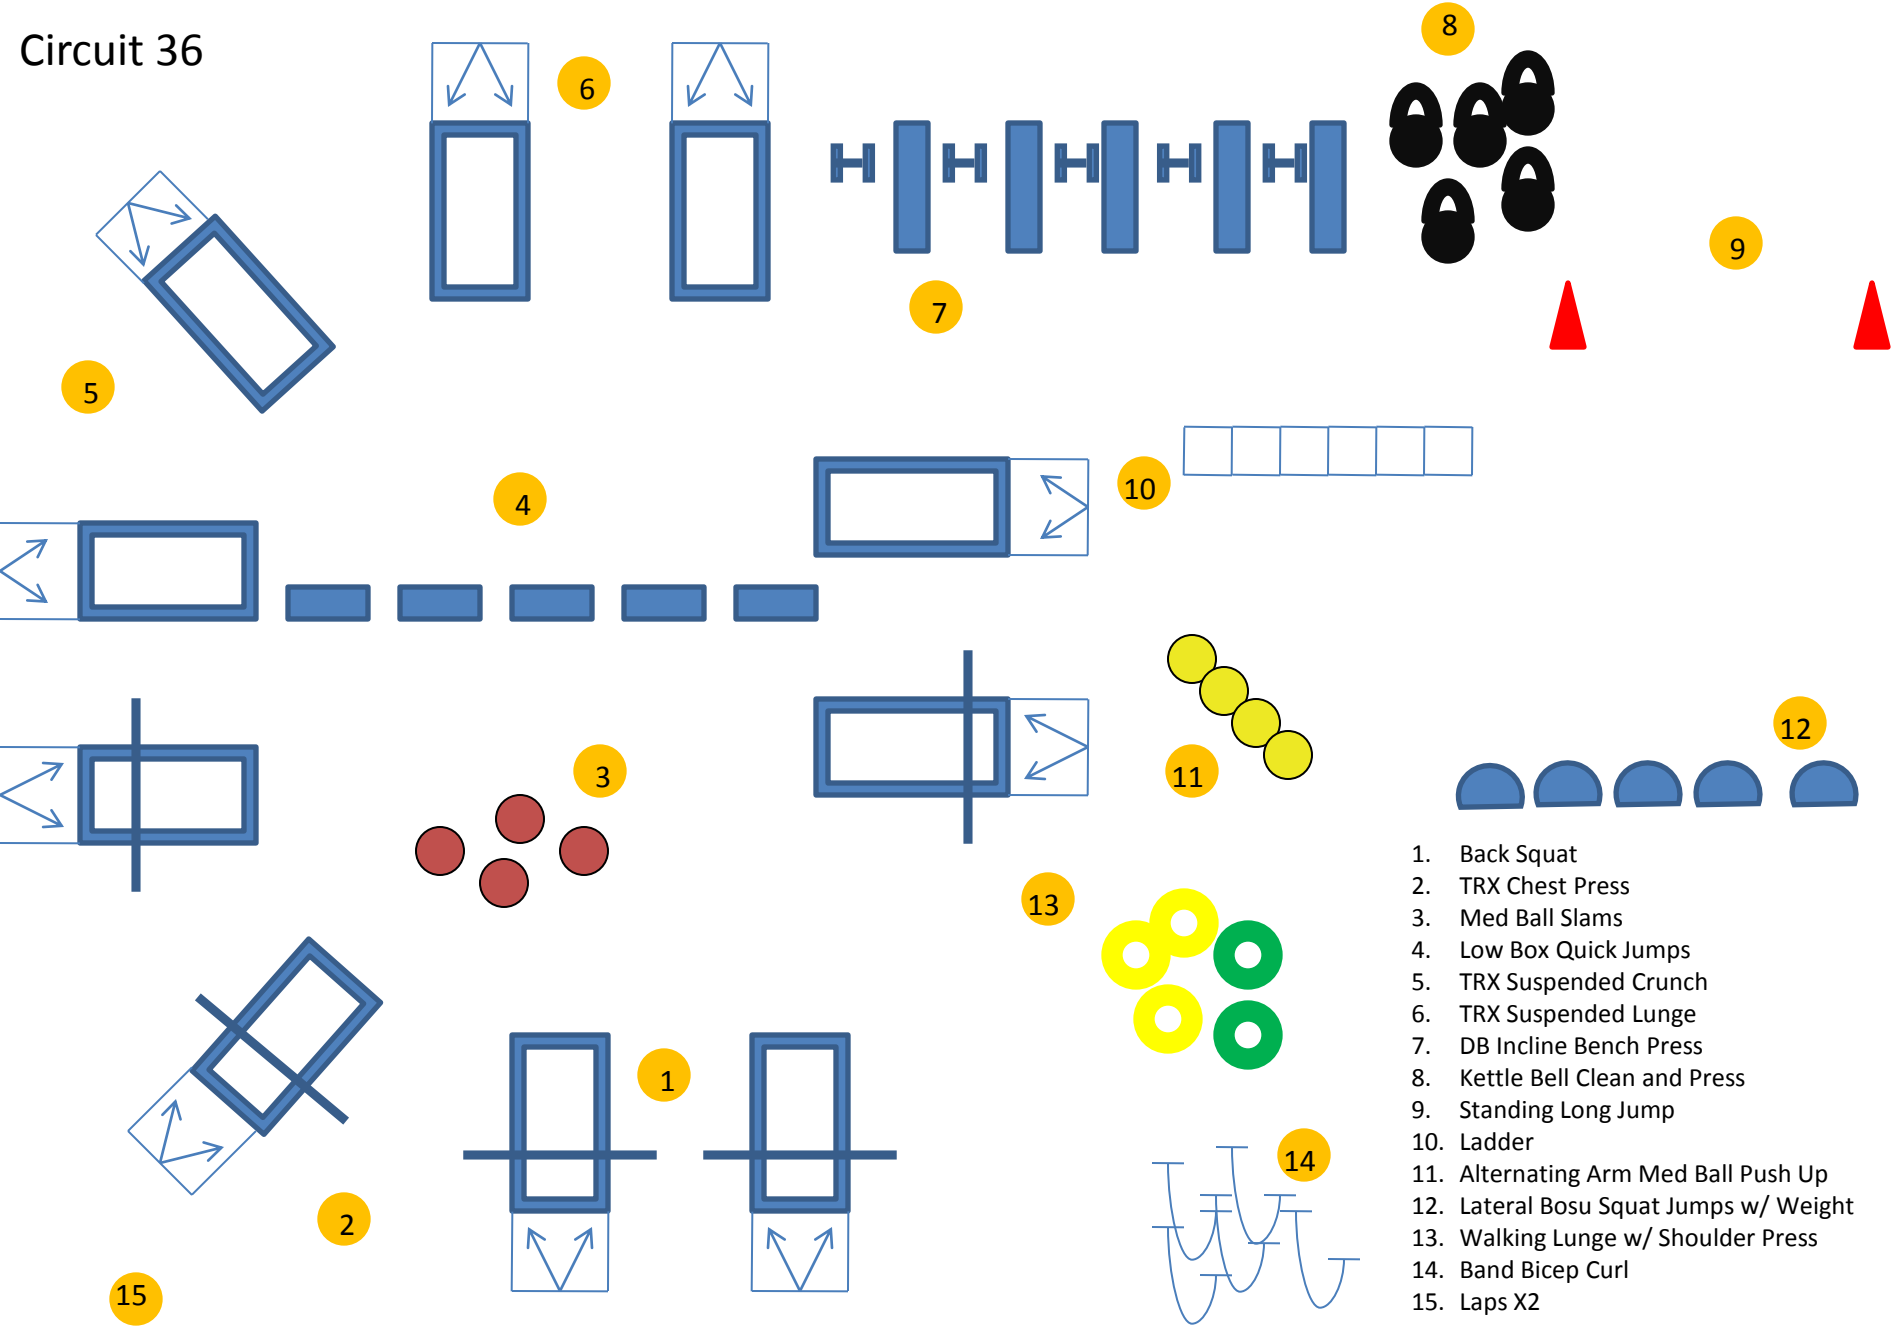 Circuit 36
8
6
9
7
5
10
4
12
3
11
13
1
14
2
15
1. Back Squat
2. TRX Chest Press
3. Med Ball Slams
4. Low Box Quick Jumps
5. TRX Suspended Crunch
6. TRX Suspended Lunge
7. DB Incline Bench Press
8. Kettle Bell Clean and Press
9. Standing Long Jump
10. Ladder
11. Alternating Arm Med Ball Push Up
12. Lateral Bosu Squat Jumps w/ Weight
13. Walking Lunge w/ Shoulder Press
14. Band Bicep Curl
15. Laps X2